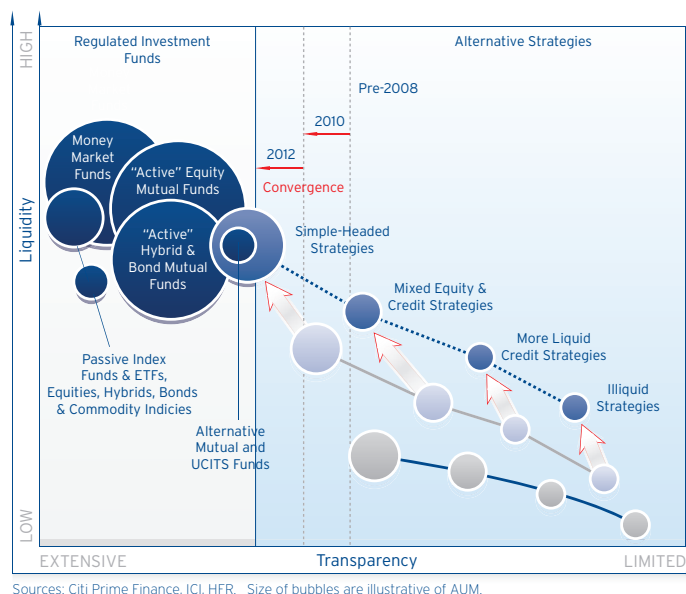 HIGH
Regulated Investment
Funds
Alternative Strategies
Pre-2008
2010
2012
Convergence
Money
Market
Funds
“Active” Equity
Mutual Funds
“Active”
Hybrid &
Bond Mutual
Funds
Liquidity
Simple-Headed
Strategies
Mixed Equity &
Credit Strategies
More Liquid
Credit Strategies
Illiquid
Strategies
Passive Index
Funds & ETFs,
Equities, Hybrids, Bonds
& Commodity Indicies
Alternative
Mutual and
UCITS Funds
LOW
EXTENSIVE
Transparency
LIMITED
Sources: Citi Prime Finance, ICI, HFR. Size of bubbles are illustrative of AUM.